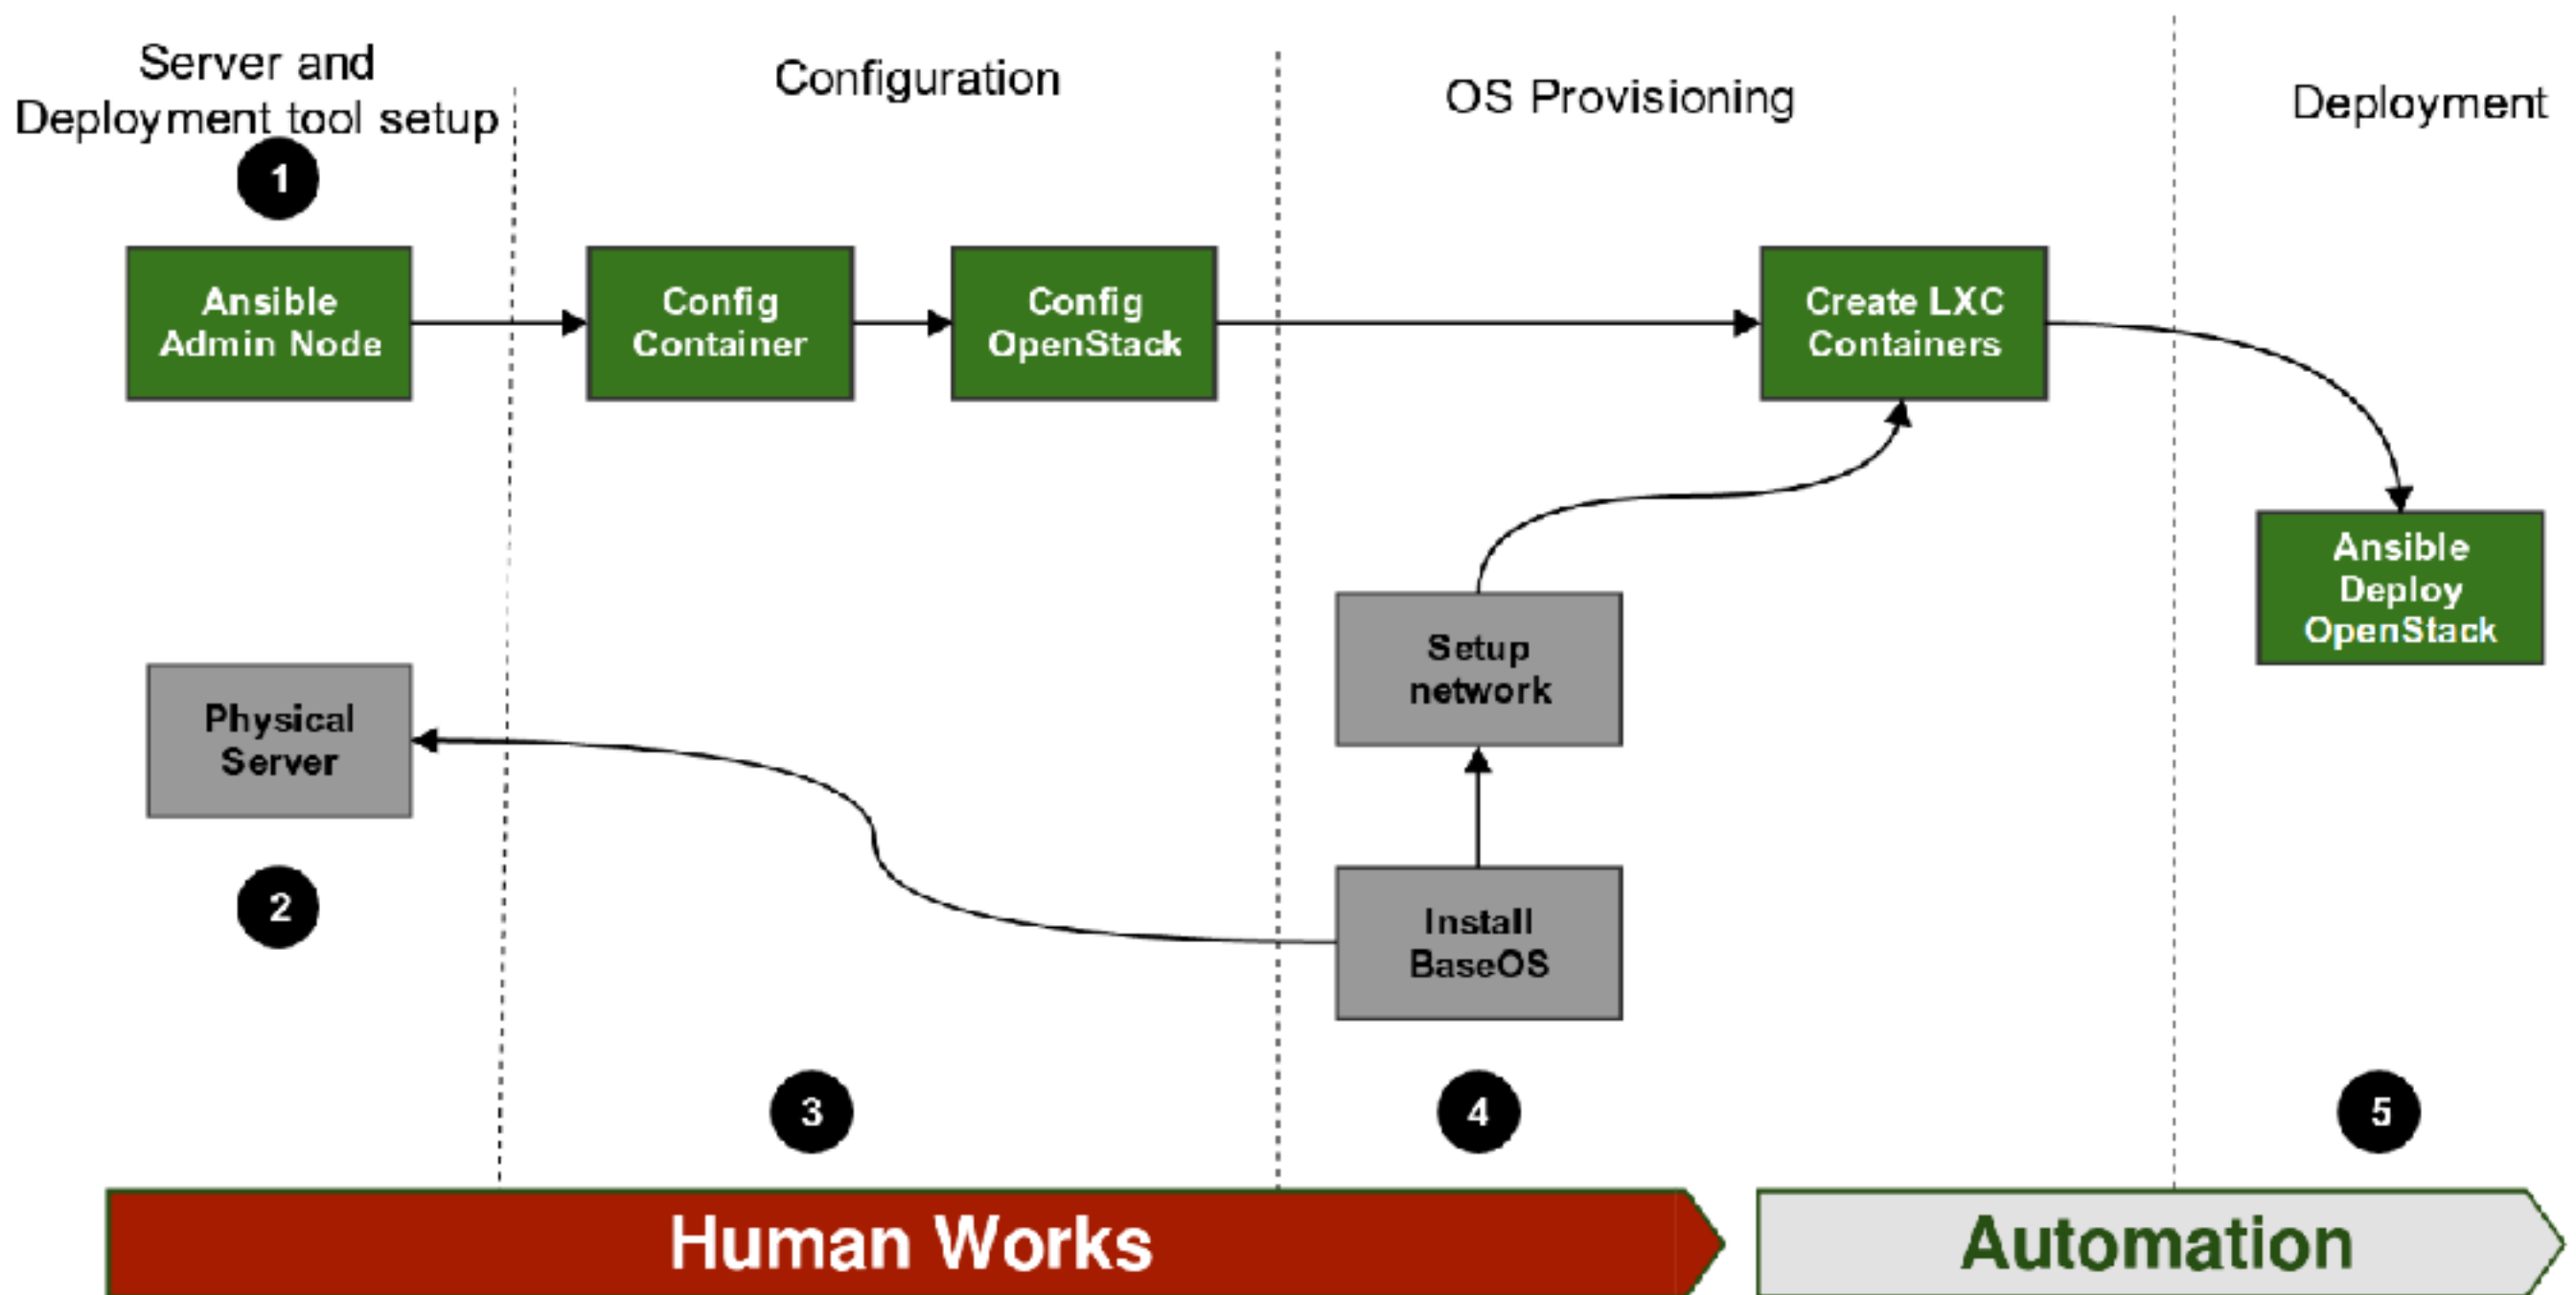 Server and
Deployment tool setup
Configuration
OS Provisioning
Deployment
1
Ansible
Admin Node
Config
Container
Config
OpenStack
Create LXC
Containers
Ansible
Deploy
OpenStack
Setup
network
Physical
Server
2
Install
BaseOS
3
4
5
Human Works
Automation